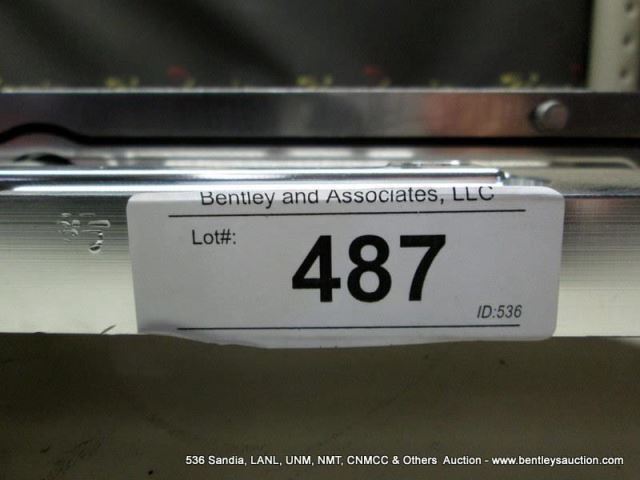 Bentley and Associates, LLC
Lot#:
487
ID:536
536 Sandia, LANL, UNM, NMT, CNMCC & Others Auction - www.bentleysauction.com